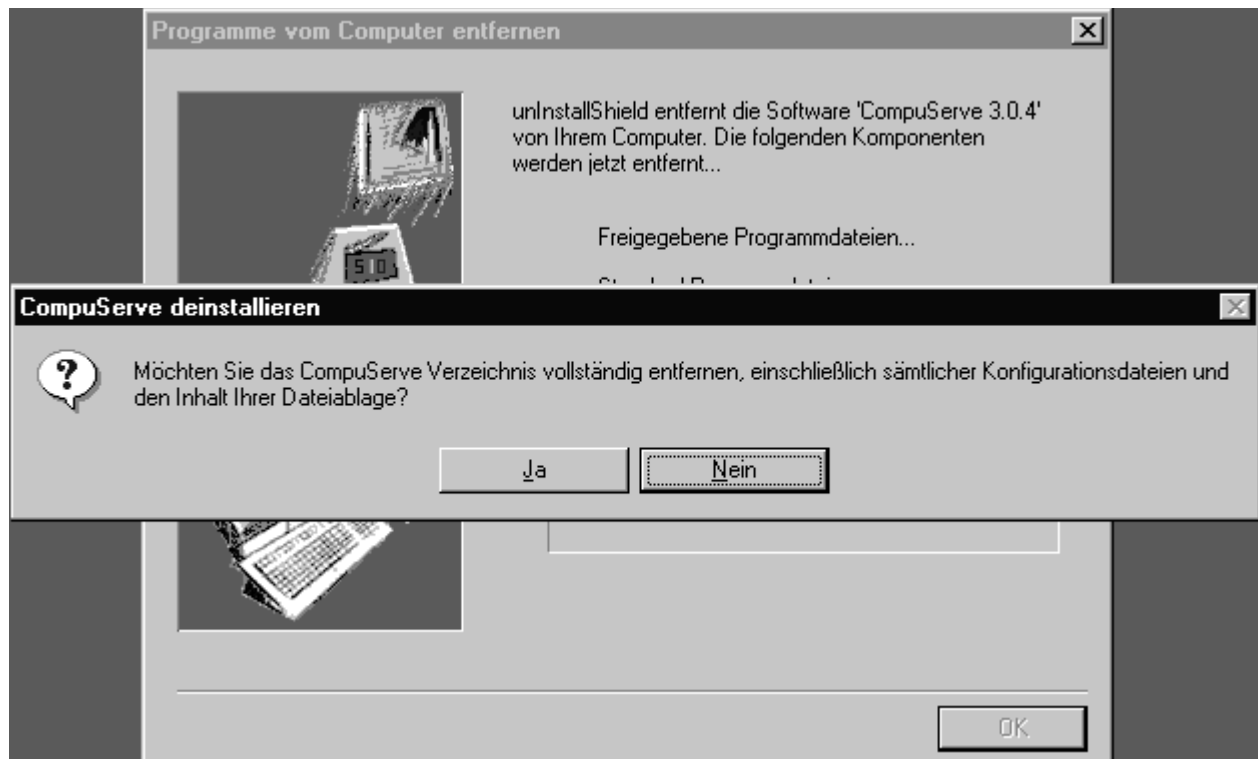 Programme vom Computer entfernen
unInstallShield entfernt die Software 'CompuServe 3.0.4'
von Ihrem Computer. Die folgenden Komponenten
werden jetzt entfernt...
Freigegebene Programmdateien...
CompuServe deinstallieren
Möchten Sie das CompuServe Verzeichnis vollständig entfernen, einschließlich sämtlicher Konfigurationsdateien und
den Inhalt Ihrer Dateiablage?
Ja
Nein
OK